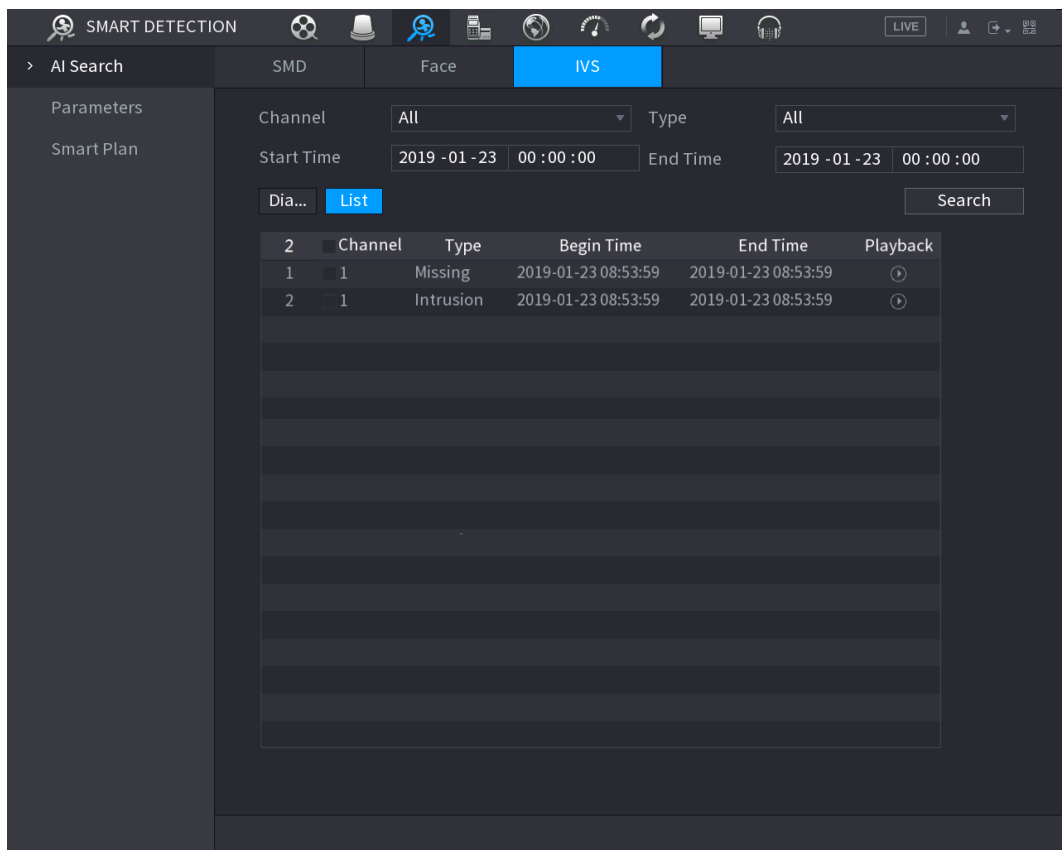 SMART DETECTION LIVE
> AI Search SMD Face IVS
Parameters
Smart Plan
Channel All Type All
Start Time 2019 -01 -23 00 :00 :00 End Time 2019 -01 -23 00 :00 :00
Dia... List Search
2 Channel Type Begin Time End Time Playback
1 1 Missing 2019-01-23 08:53:59 2019-01-23 08:53:59
2 1 Intrusion 2019-01-23 08:53:59 2019-01-23 08:53:59